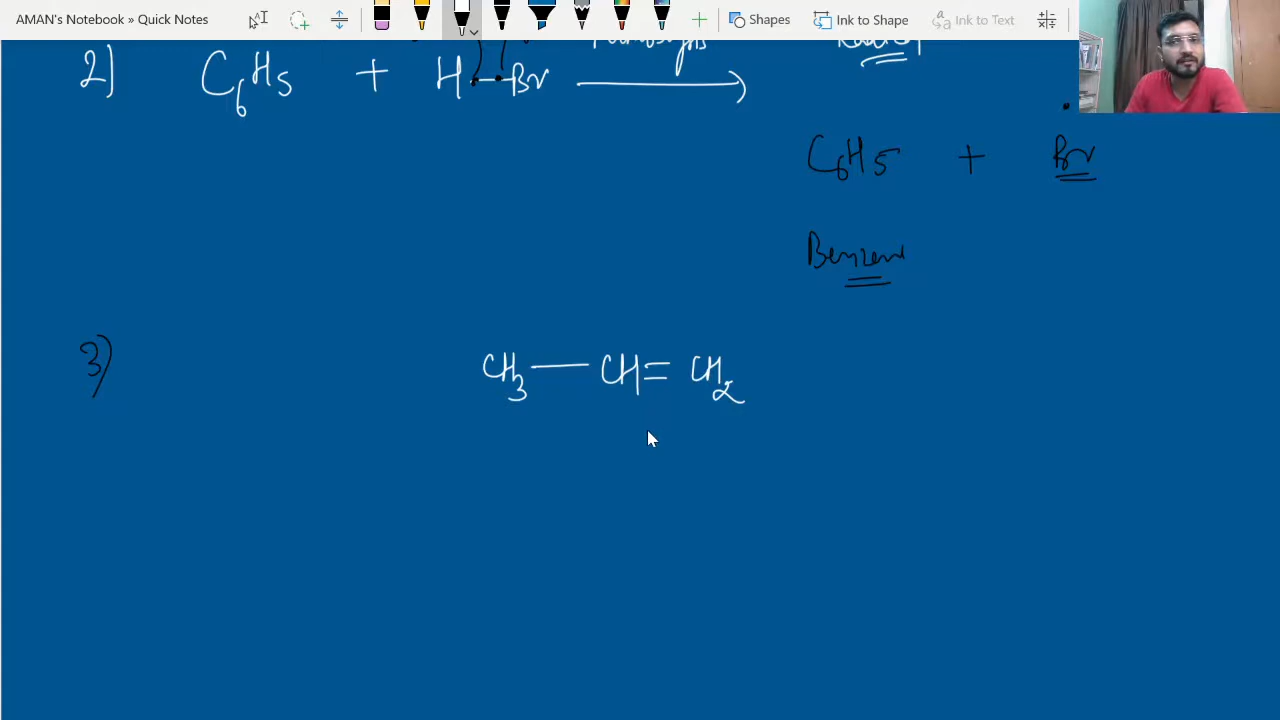 AMAN's Notebook » Quick Notes
Shapes
Ink to Shape
Ink to Text
2) C6H5 + H—Br
C6H5 + Br
Benzene
3)
CH3—CH=CH2